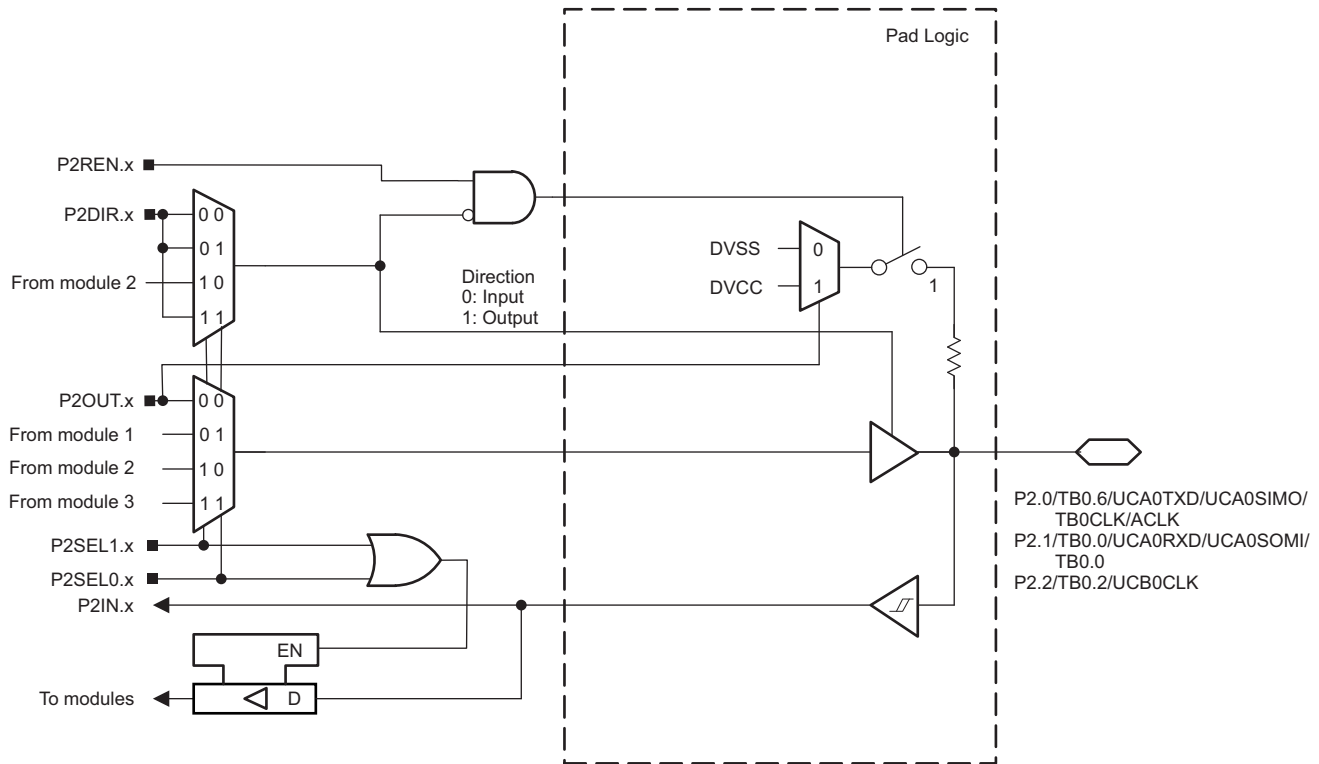 Pad Logic
P2REN.x
P2DIR.x
0 0
0 1
From module 2
1 0
1 1
Direction
0: Input
1: Output
DVSS
0
DVCC
1
1
P2OUT.x
0 0
From module 1
0 1
From module 2
1 0
From module 3
1 1
P2SEL1.x
P2SEL0.x
P2IN.x
EN
To modules
D
P2.0/TB0.6/UCA0TXD/UCA0SIMO/
TB0CLK/ACLK
P2.1/TB0.0/UCA0RXD/UCA0SOMI/
TB0.0
P2.2/TB0.2/UCB0CLK